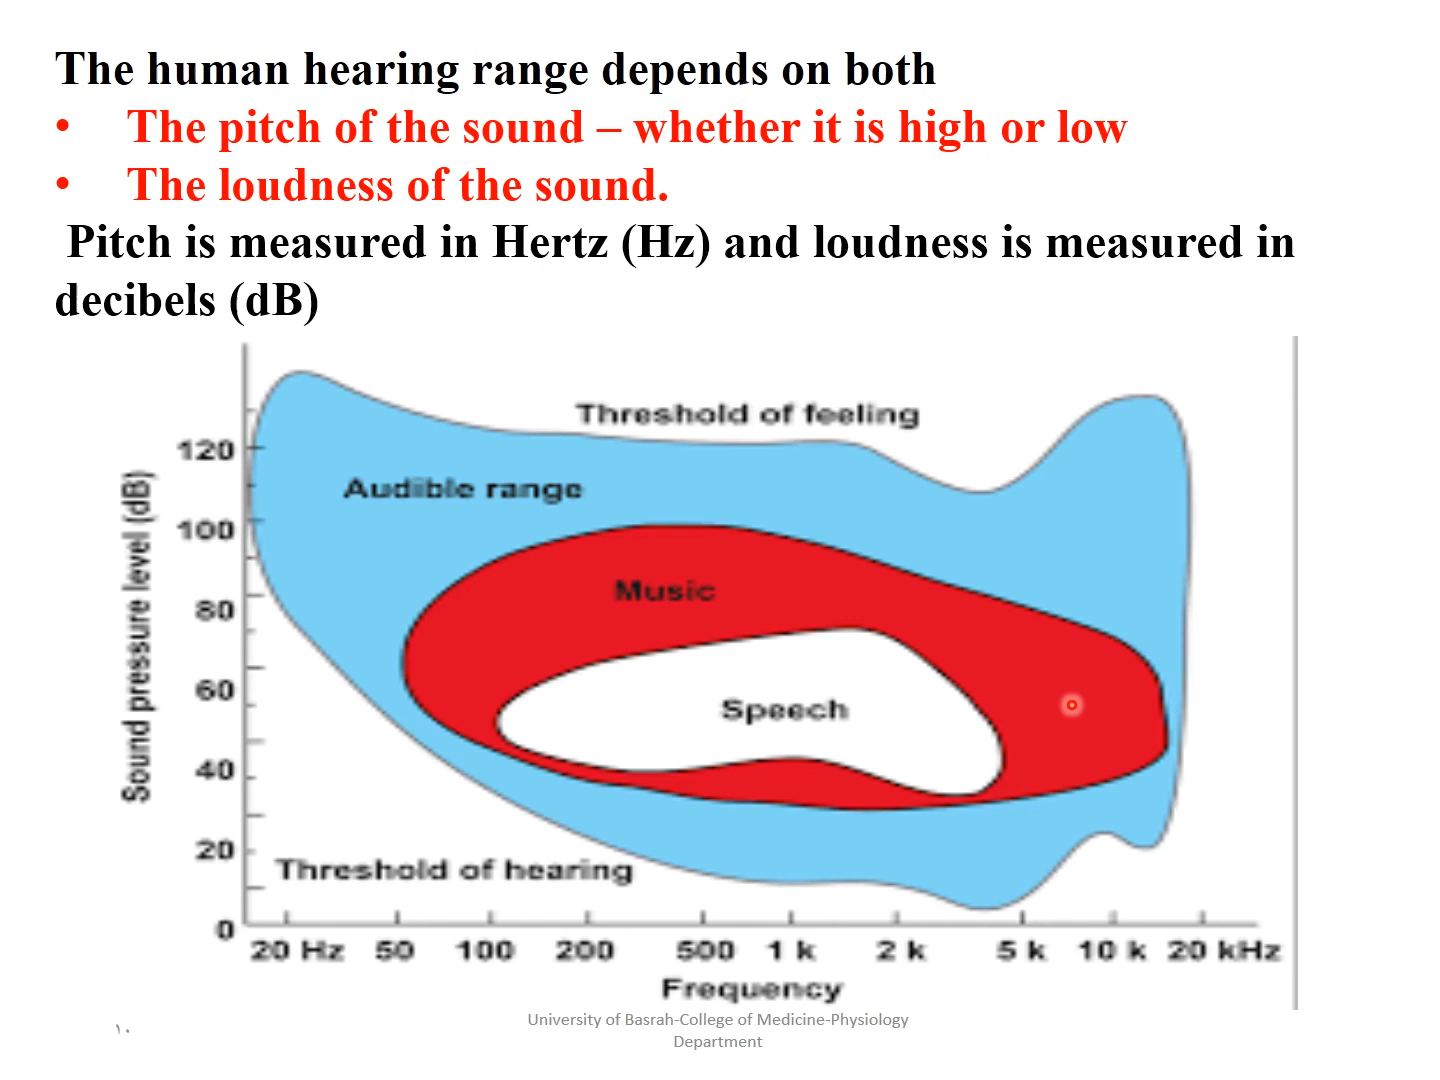 The human hearing range depends on both
• The pitch of the sound – whether it is high or low
• The loudness of the sound.
Pitch is measured in Hertz (Hz) and loudness is measured in
decibels (dB)
Threshold of feeling
120
Audible range
100
Music
80
Sound pressure level (dB)
60
Speech
40
20
Threshold of hearing
0
20 Hz 50 100 200 500 1 k 2 k 5 k 10 k 20 kHz
Frequency
University of Basrah-College of Medicine-Physiology
Department
١٠